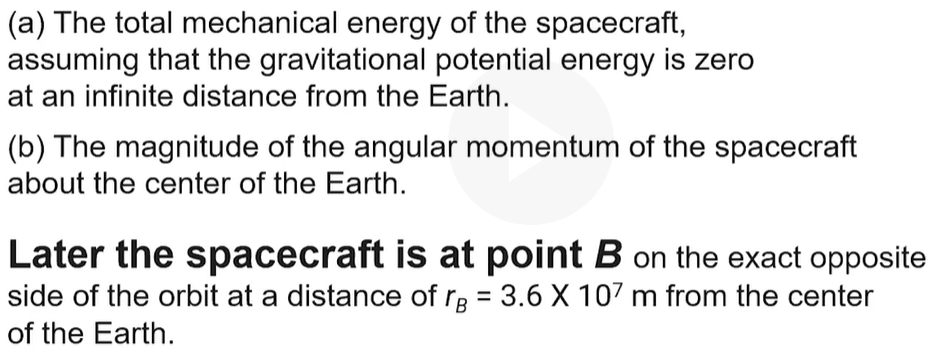 (a) The total mechanical energy of the spacecraft,
assuming that the gravitational potential energy is zero
at an infinite distance from the Earth.
(b) The magnitude of the angular momentum of the spacecraft
about the center of the Earth.
Later the spacecraft is at point B on the exact opposite
side of the orbit at a distance of r_B = 3.6 X 10⁷ m from the center
of the Earth.